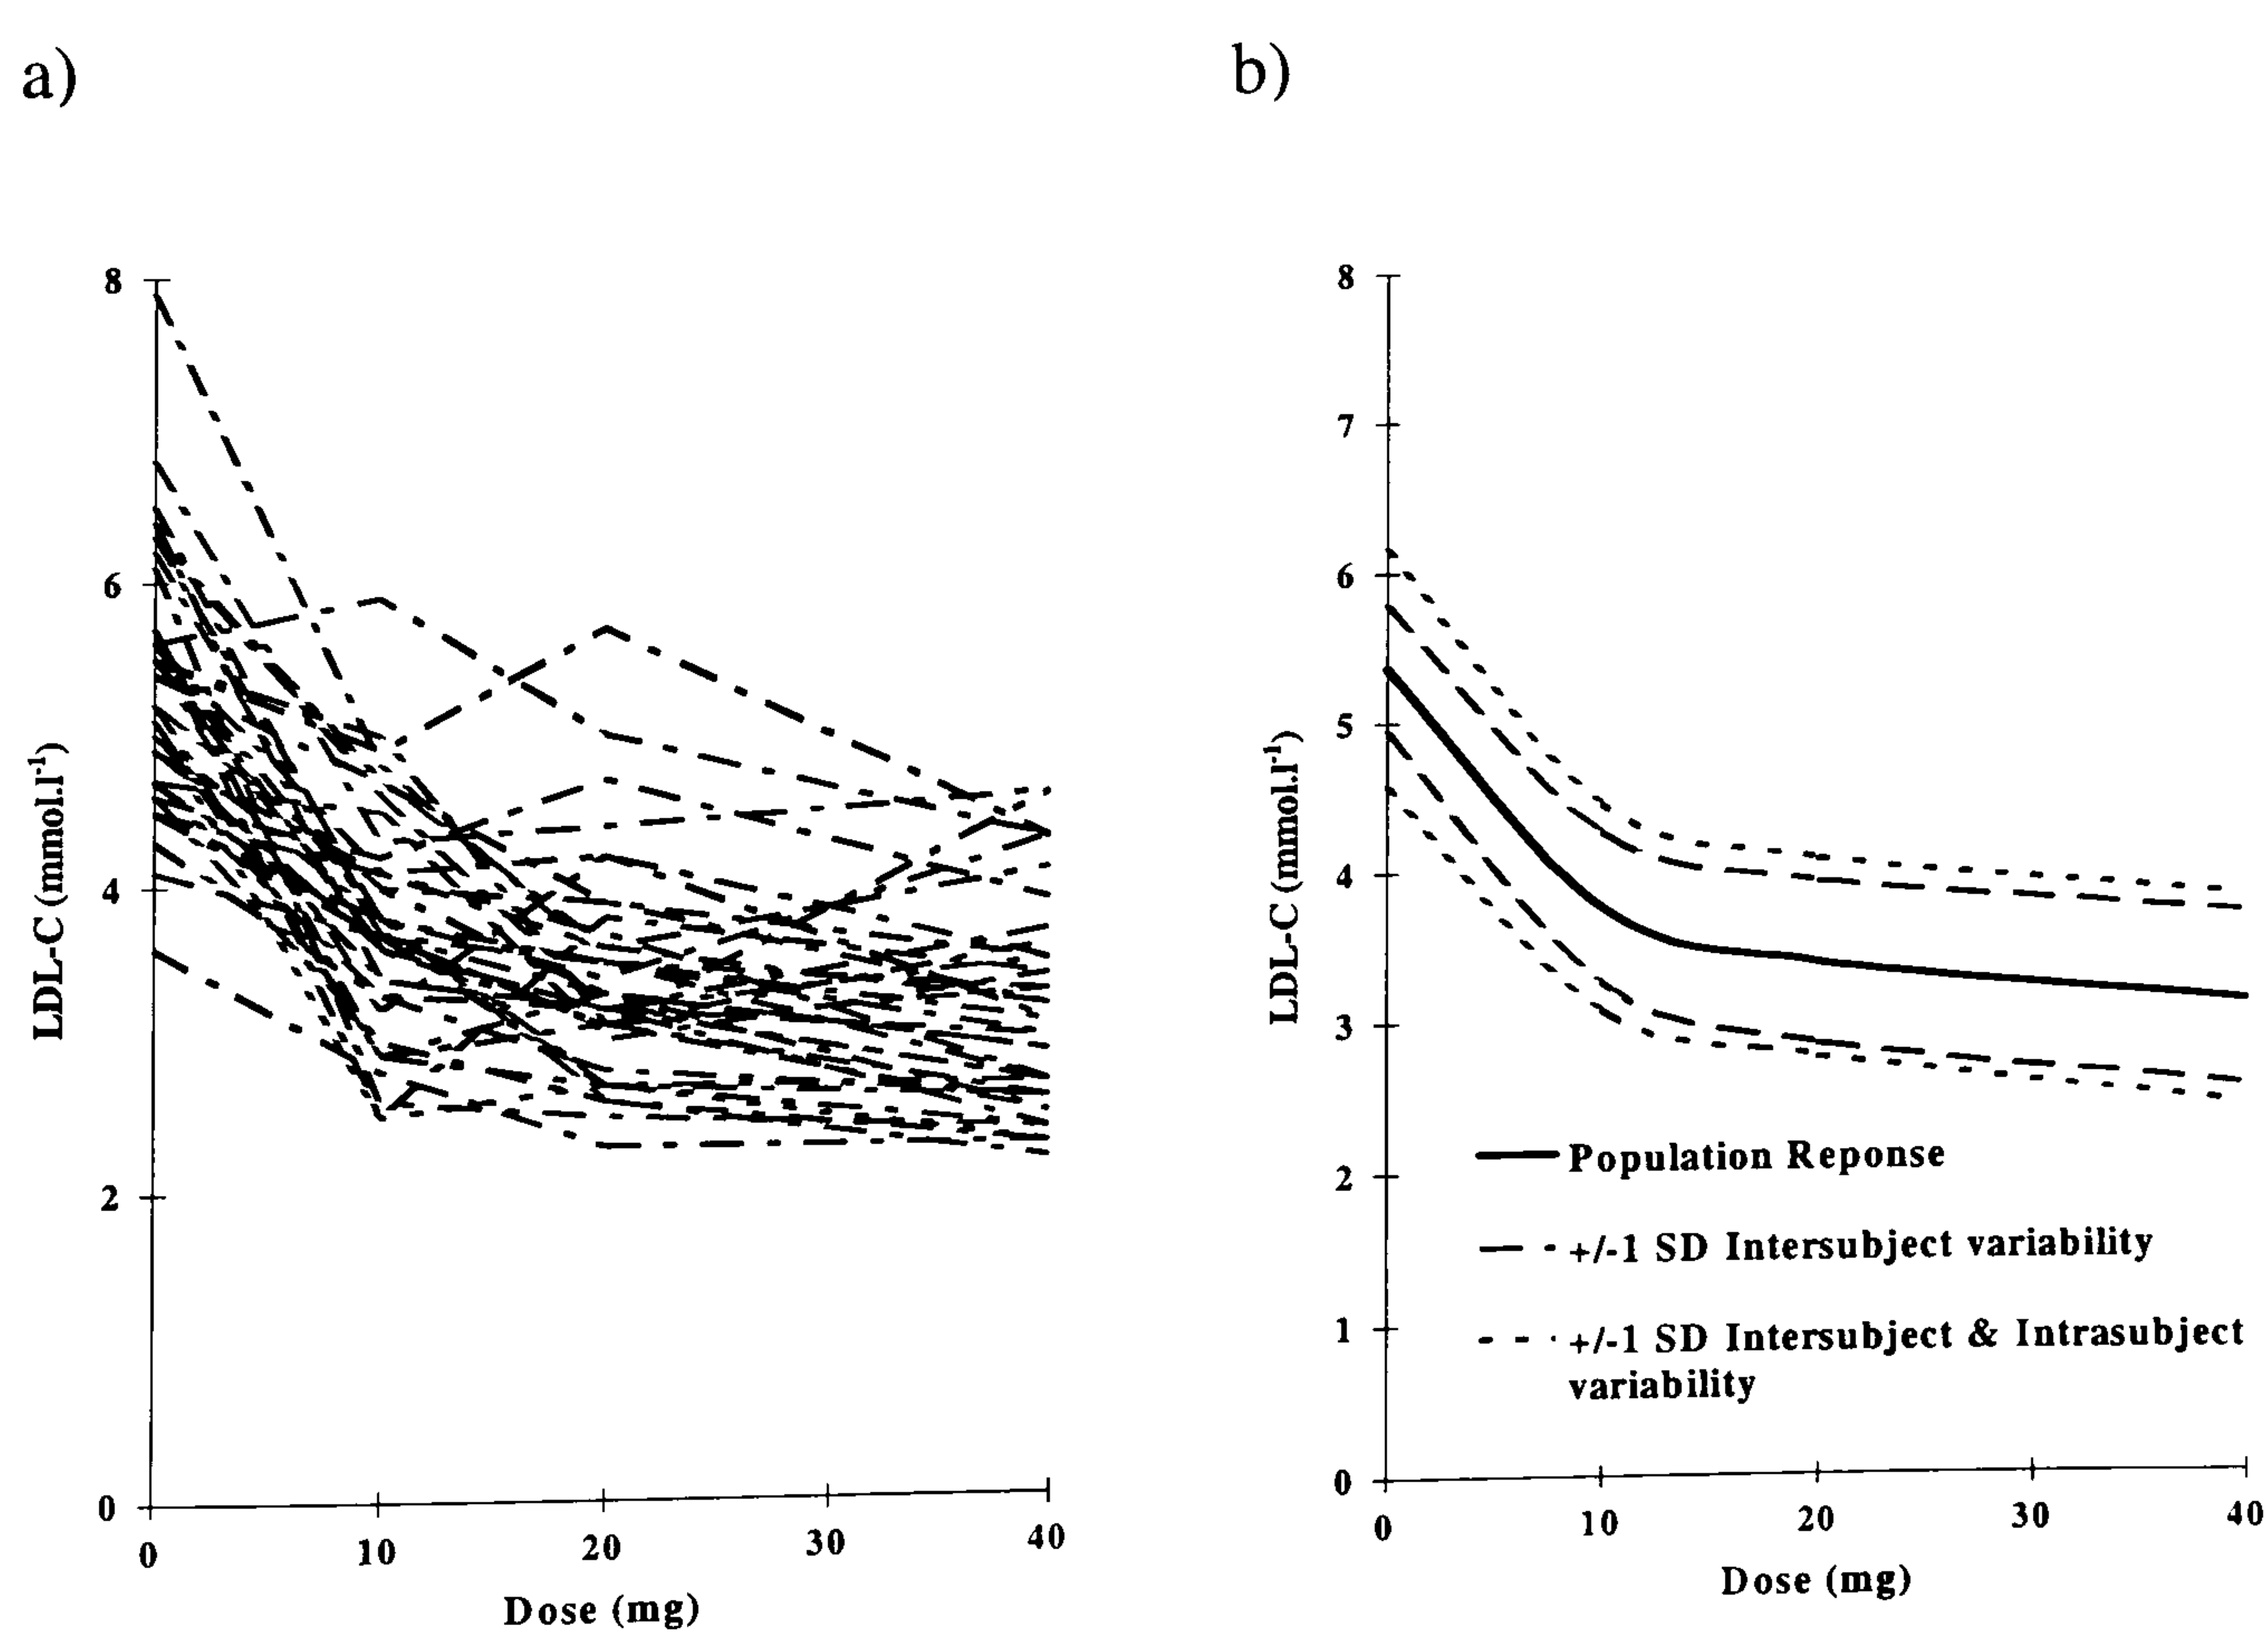 a)
LDL-C (mmol.l-1)
8
6
4
2
0
0 10 20 30 40
Dose (mg)
b)
LDL-C (mmol.l-1)
8
7
6
5
4
3
2
1
0
Population Reponse
+/-1 SD Intersubject variability
+/-1 SD Intersubject & Intrasubject
variability
0 10 20 30 40
Dose (mg)